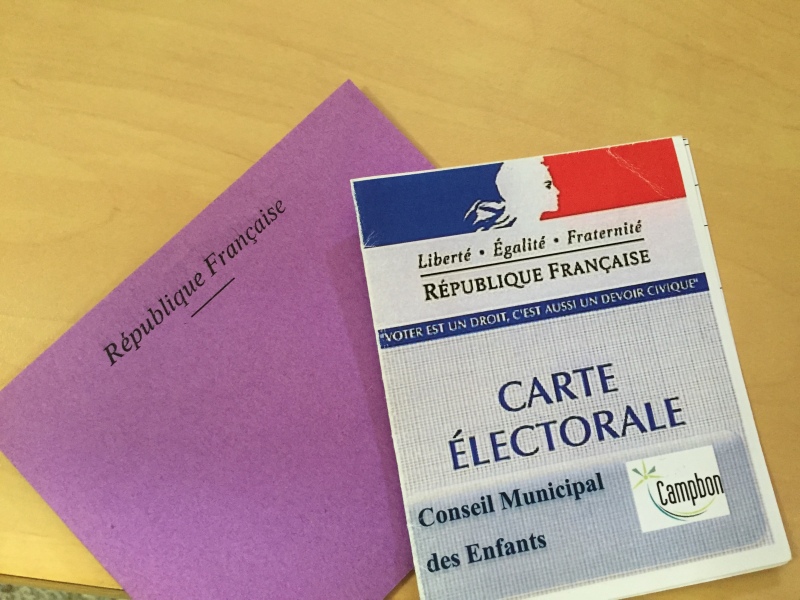 République Française
Liberté • Égalité • Fraternité
RÉPUBLIQUE FRANÇAISE
"VOTER EST UN DROIT, C'EST AUSSI UN DEVOIR CIVIQUE"
CARTE
ÉLECTORALE
Conseil Municipal
des Enfants
Campbon